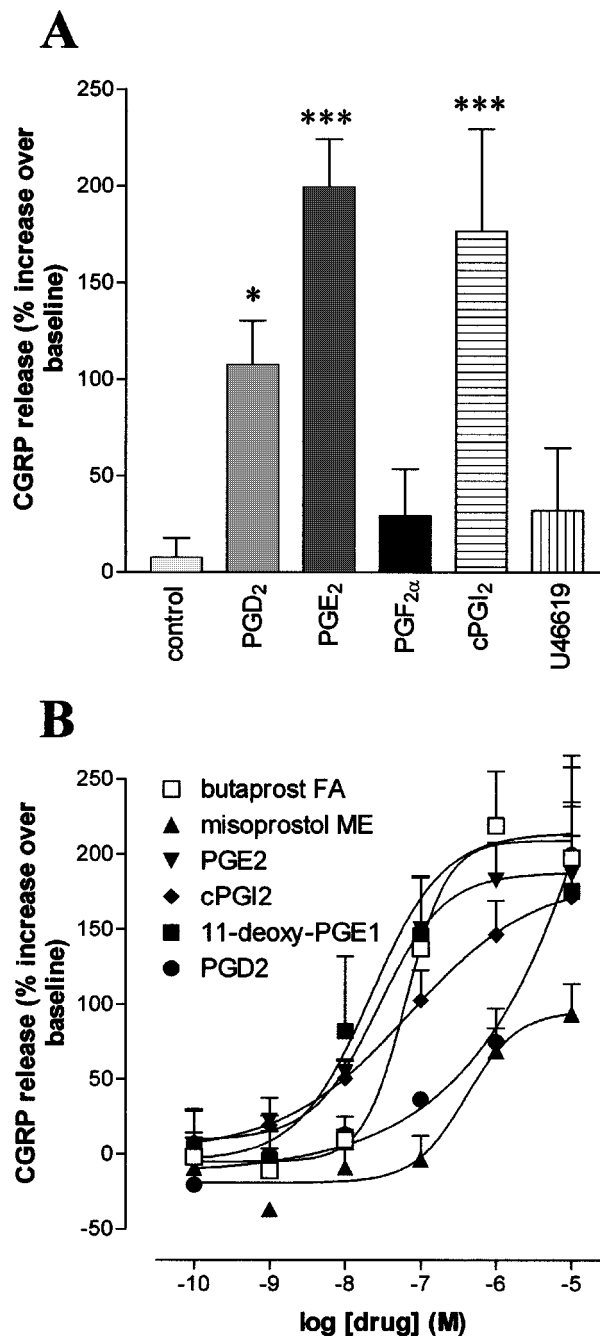 A
CGRP release (% increase over
baseline)
250
200
150
100
50
0
*
***
***
control
PGD2
PGE2
PGF2α
cPGI2
U46619
B
CGRP release (% increase over
baseline)
250
200
150
100
50
0
-50
butaprost FA
misoprostol ME
PGE2
cPGI2
11-deoxy-PGE1
PGD2
-10 -9 -8 -7 -6 -5
log [drug] (M)